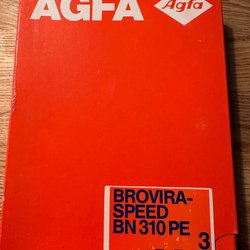 AGFA
Agfa
BROVIRA-
SPEED
BN 310 PE
3